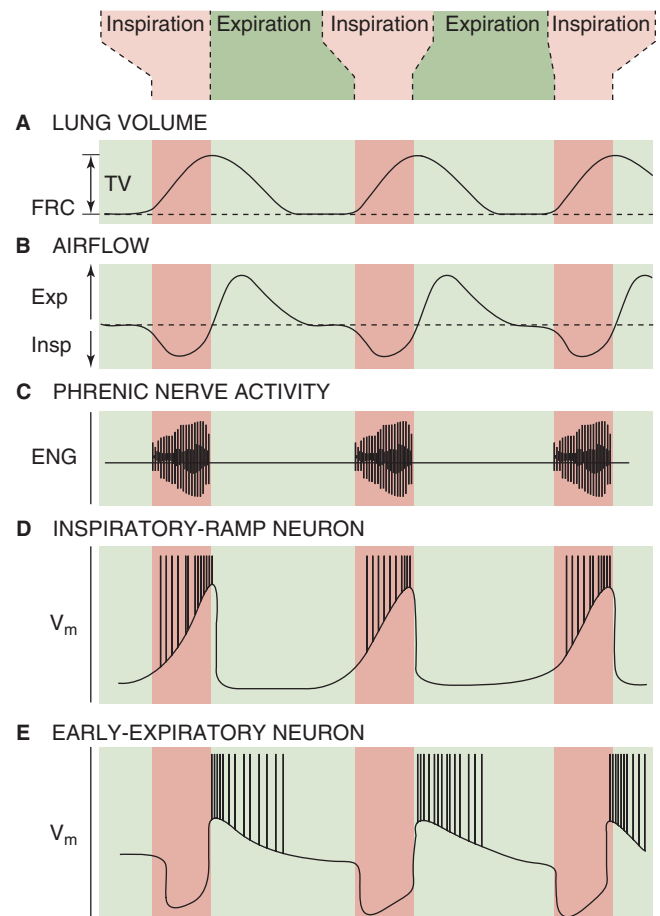 Inspiration Expiration Inspiration Expiration Inspiration
A LUNG VOLUME
TV
FRC
B AIRFLOW
Exp
Insp
C PHRENIC NERVE ACTIVITY
ENG
D INSPIRATORY-RAMP NEURON
Vm
E EARLY-EXPIRATORY NEURON
Vm